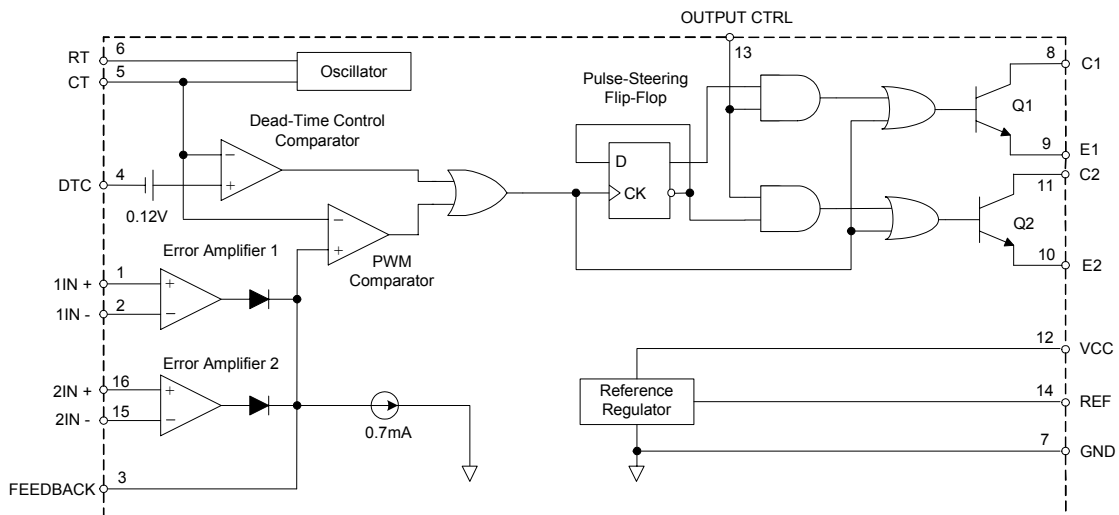 OUTPUT CTRL
13
RT 6
CT 5
Oscillator
Pulse-Steering
Flip-Flop
8 C1
Q1
9 E1
Dead-Time Control
Comparator
−
+
DTC 4
0.12V
D
CK
C2
11
Q2
10 E2
−
+
PWM
Comparator
Error Amplifier 1
1IN + 1
+
1IN - 2
−
Error Amplifier 2
2IN + 16
+
2IN - 15
−
0.7mA
FEEDBACK 3
12 VCC
Reference
Regulator
14 REF
7 GND